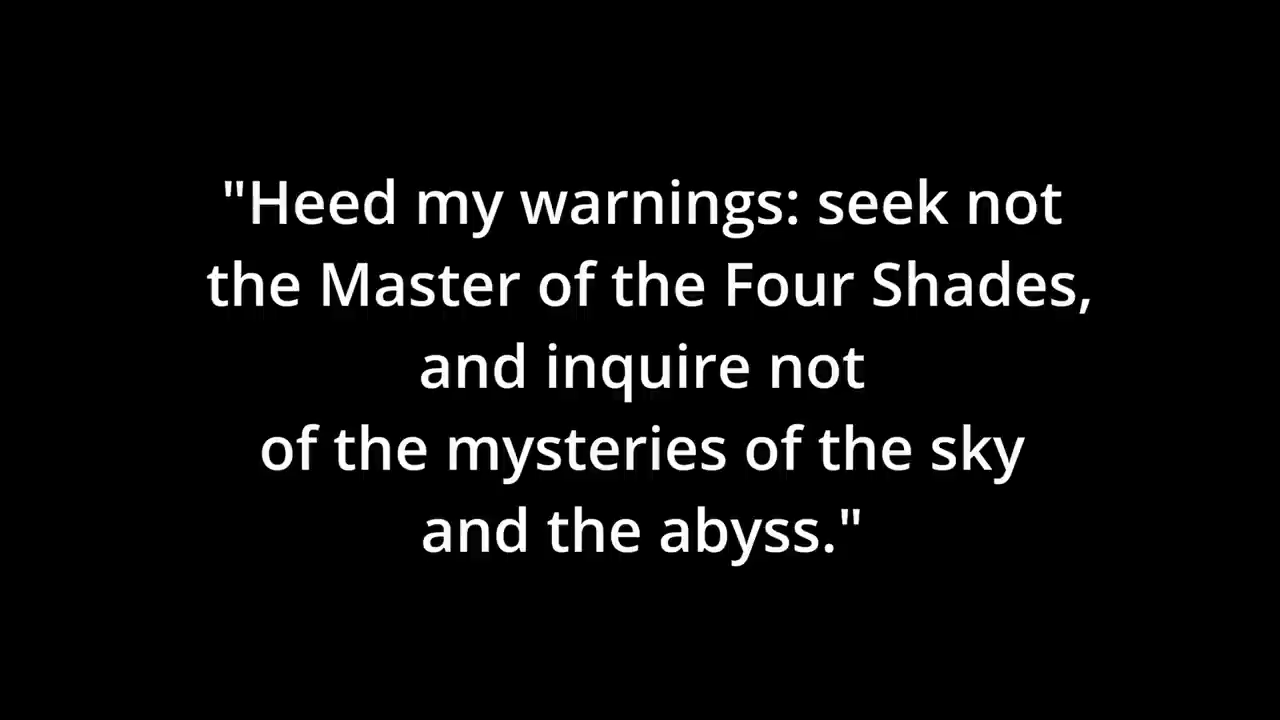 "Heed my warnings: seek not
the Master of the Four Shades,
and inquire not
of the mysteries of the sky
and the abyss."